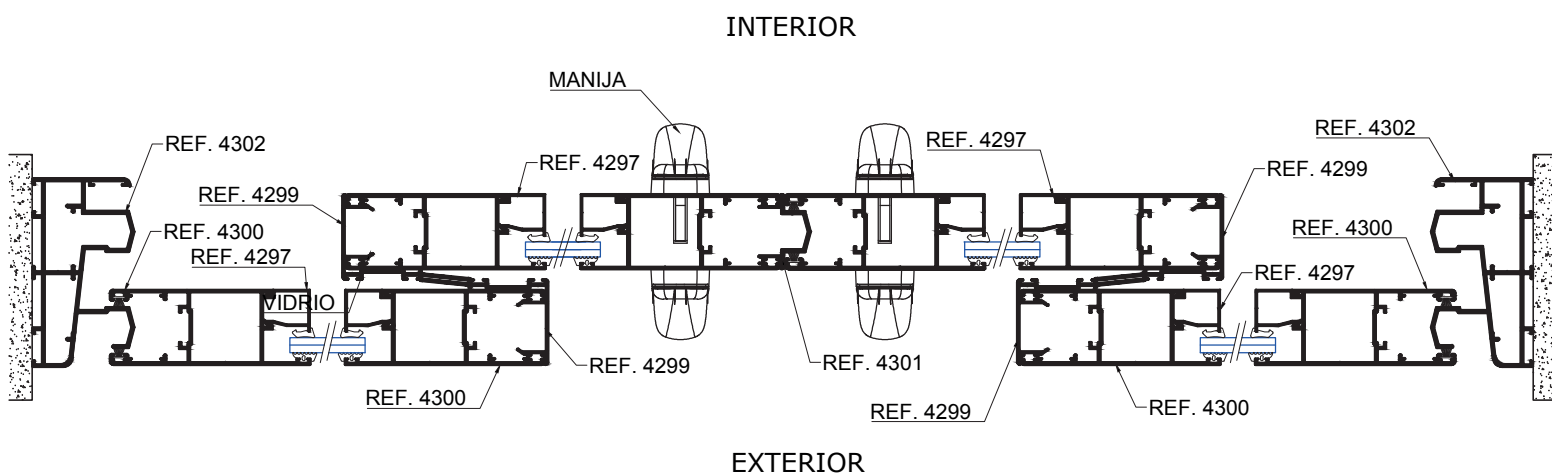 INTERIOR
MANIJA
REF. 4302
REF. 4302
REF. 4297
REF. 4297
REF. 4299
REF. 4299
REF. 4300
REF. 4300
REF. 4297
REF. 4297
VIDRIO
REF. 4299
REF. 4301
REF. 4300
REF. 4299
REF. 4300
EXTERIOR